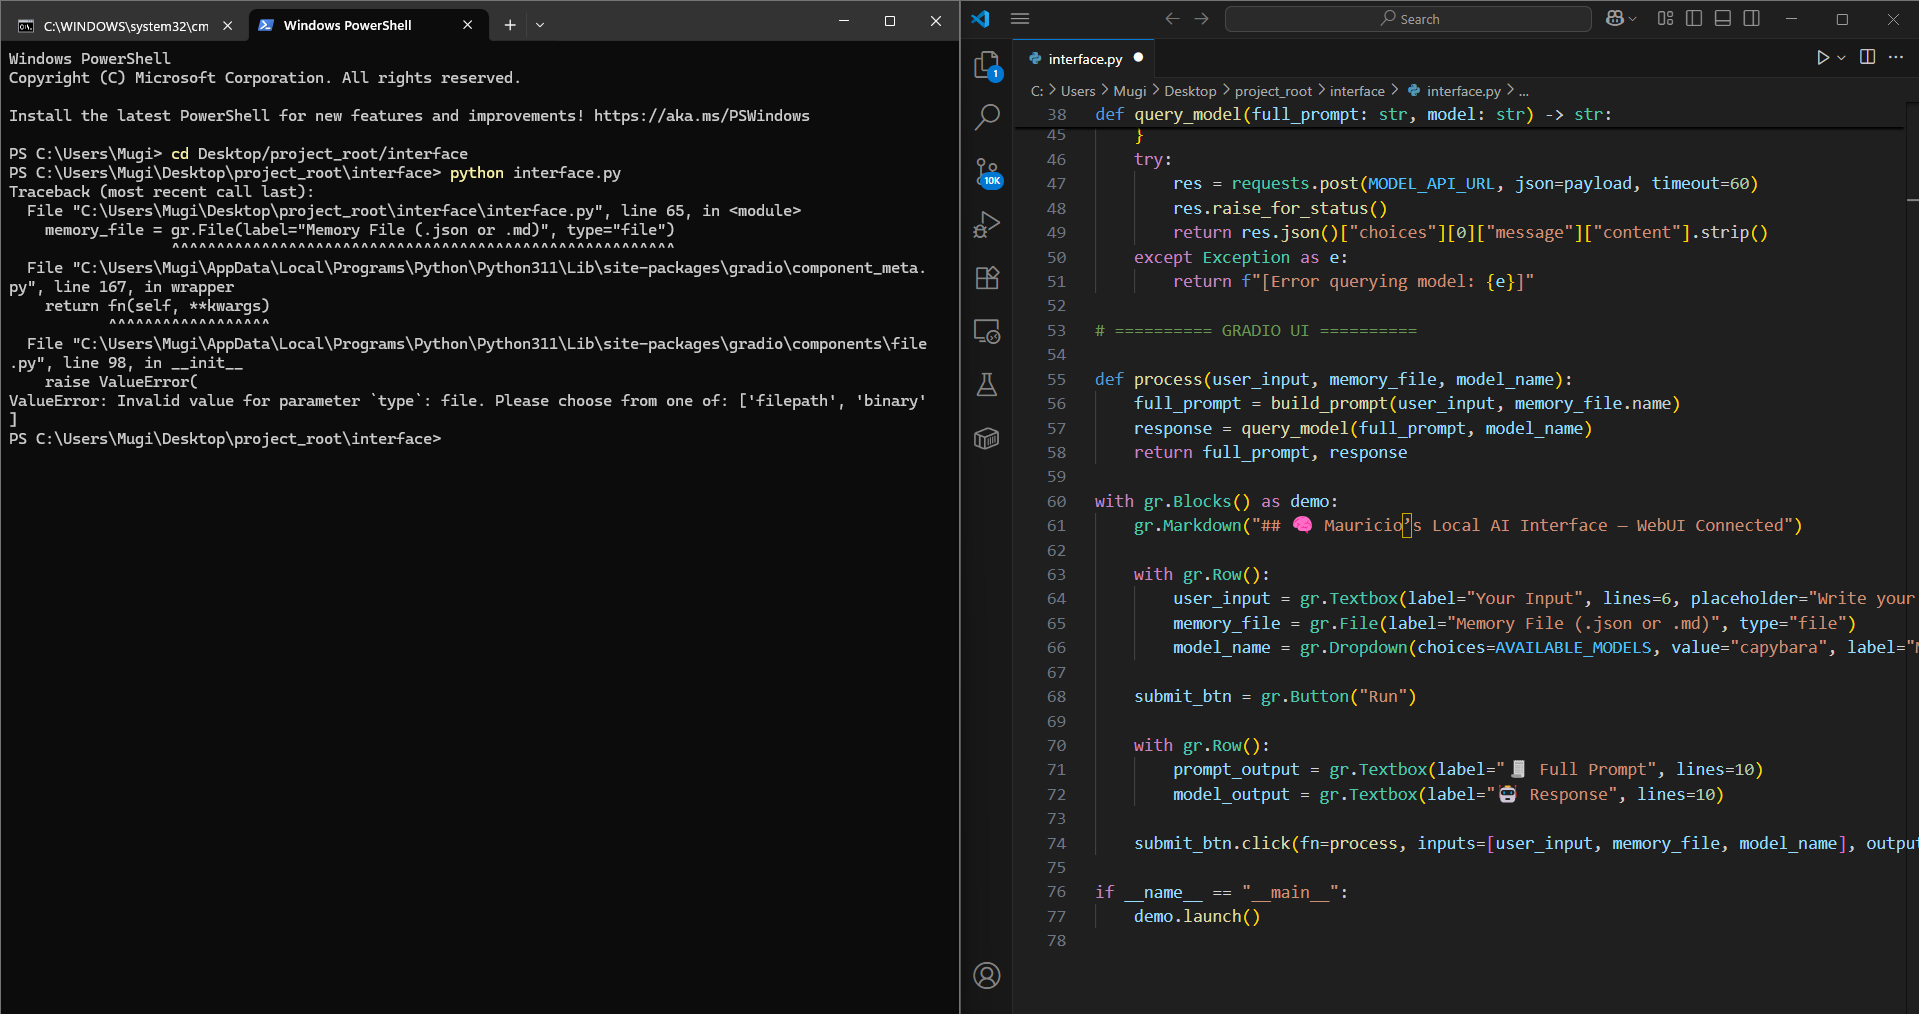 C:\WINDOWS\system32\cm
Windows PowerShell
Windows PowerShell
Copyright (C) Microsoft Corporation. All rights reserved.
Install the latest PowerShell for new features and improvements! https://aka.ms/PSWindows
PS C:\Users\Mugi> cd Desktop/project_root/interface
PS C:\Users\Mugi\Desktop\project_root\interface> python interface.py
Traceback (most recent call last):
  File "C:\Users\Mugi\Desktop\project_root\interface\interface.py", line 65, in <module>
    memory_file = gr.File(label="Memory File (.json or .md)", type="file")
                  ^^^^^^^^^^^^^^^^^^^^^^^^^^^^^^^^^^^^^^^^^^^^^^^^^^^^^^^^
  File "C:\Users\Mugi\AppData\Local\Programs\Python\Python311\Lib\site-packages\gradio\component_meta.
py", line 167, in wrapper
    return fn(self, **kwargs)
           ^^^^^^^^^^^^^^^^^^
  File "C:\Users\Mugi\AppData\Local\Programs\Python\Python311\Lib\site-packages\gradio\components\file
.py", line 98, in __init__
    raise ValueError(
ValueError: Invalid value for parameter `type`: file. Please choose from one of: ['filepath', 'binary'
]
PS C:\Users\Mugi\Desktop\project_root\interface>
Search
1
10K
interface.py
C: > Users > Mugi > Desktop > project_root > interface > interface.py > ...
38 def query_model(full_prompt: str, model: str) -> str:
45     }
46     try:
47         res = requests.post(MODEL_API_URL, json=payload, timeout=60)
48         res.raise_for_status()
49         return res.json()["choices"][0]["message"]["content"].strip()
50     except Exception as e:
51         return f"[Error querying model: {e}]"
52
53 # ========== GRADIO UI ==========
54
55 def process(user_input, memory_file, model_name):
56     full_prompt = build_prompt(user_input, memory_file.name)
57     response = query_model(full_prompt, model_name)
58     return full_prompt, response
59
60 with gr.Blocks() as demo:
61     gr.Markdown("## 🧠 Mauricio’s Local AI Interface – WebUI Connected")
62
63     with gr.Row():
64         user_input = gr.Textbox(label="Your Input", lines=6, placeholder="Write your
65         memory_file = gr.File(label="Memory File (.json or .md)", type="file")
66         model_name = gr.Dropdown(choices=AVAILABLE_MODELS, value="capybara", label="M
67
68     submit_btn = gr.Button("Run")
69
70     with gr.Row():
71         prompt_output = gr.Textbox(label="🧾 Full Prompt", lines=10)
72         model_output = gr.Textbox(label="🤖 Response", lines=10)
73
74     submit_btn.click(fn=process, inputs=[user_input, memory_file, model_name], outpu
75
76 if __name__ == "__main__":
77     demo.launch()
78